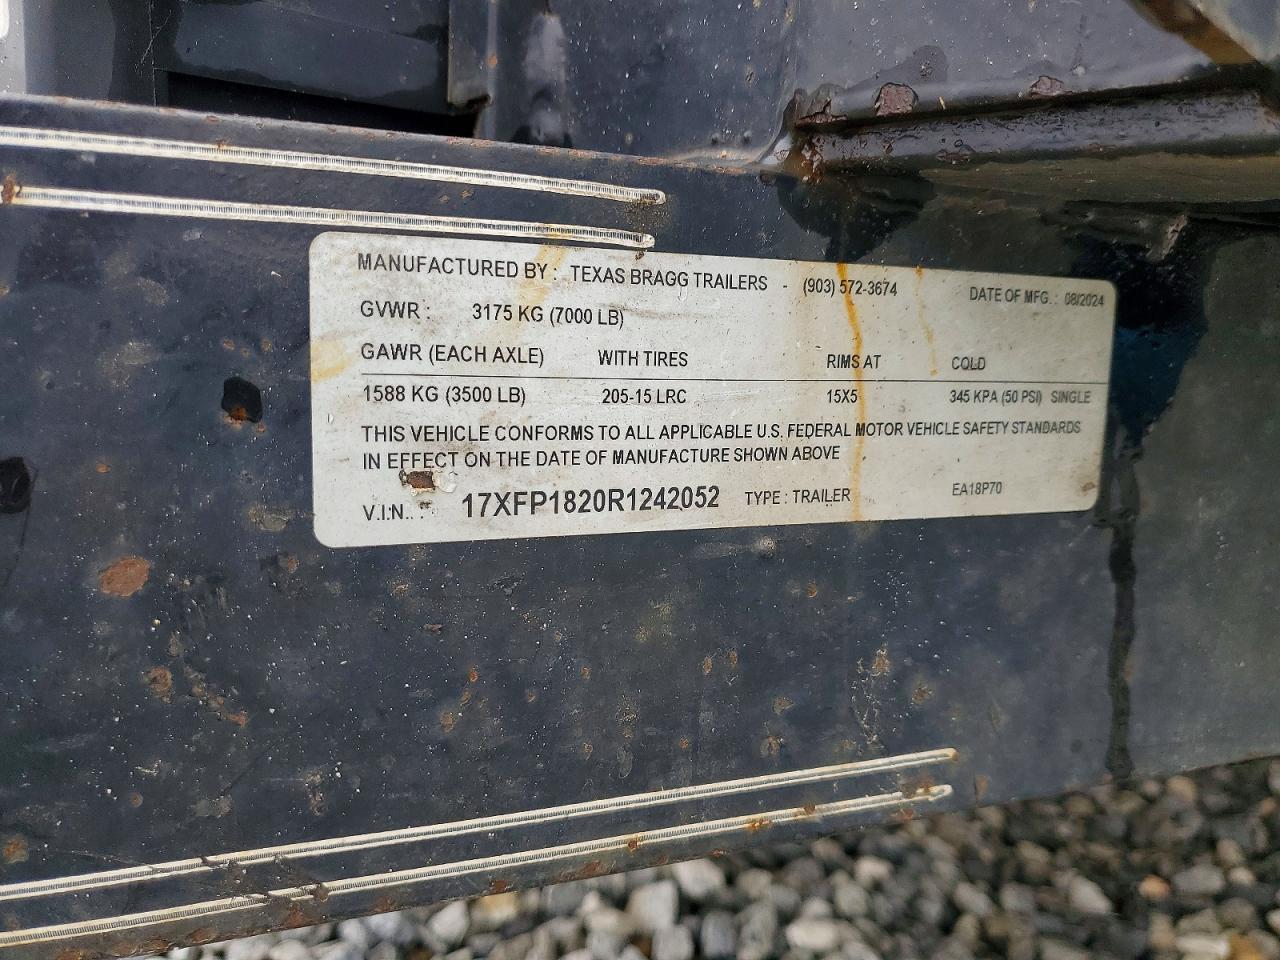 MANUFACTURED BY : TEXAS BRAGG TRAILERS - (903) 572-3674 DATE OF MFG. : 08/2024
GVWR : 3175 KG (7000 LB)
GAWR (EACH AXLE) WITH TIRES RIMS AT COLD
1588 KG (3500 LB) 205-15 LRC 15X5 345 KPA (50 PSI) SINGLE
THIS VEHICLE CONFORMS TO ALL APPLICABLE U.S. FEDERAL MOTOR VEHICLE SAFETY STANDARDS
IN EFFECT ON THE DATE OF MANUFACTURE SHOWN ABOVE
V.I.N. : 17XFP1820R1242052 TYPE : TRAILER EA18P70